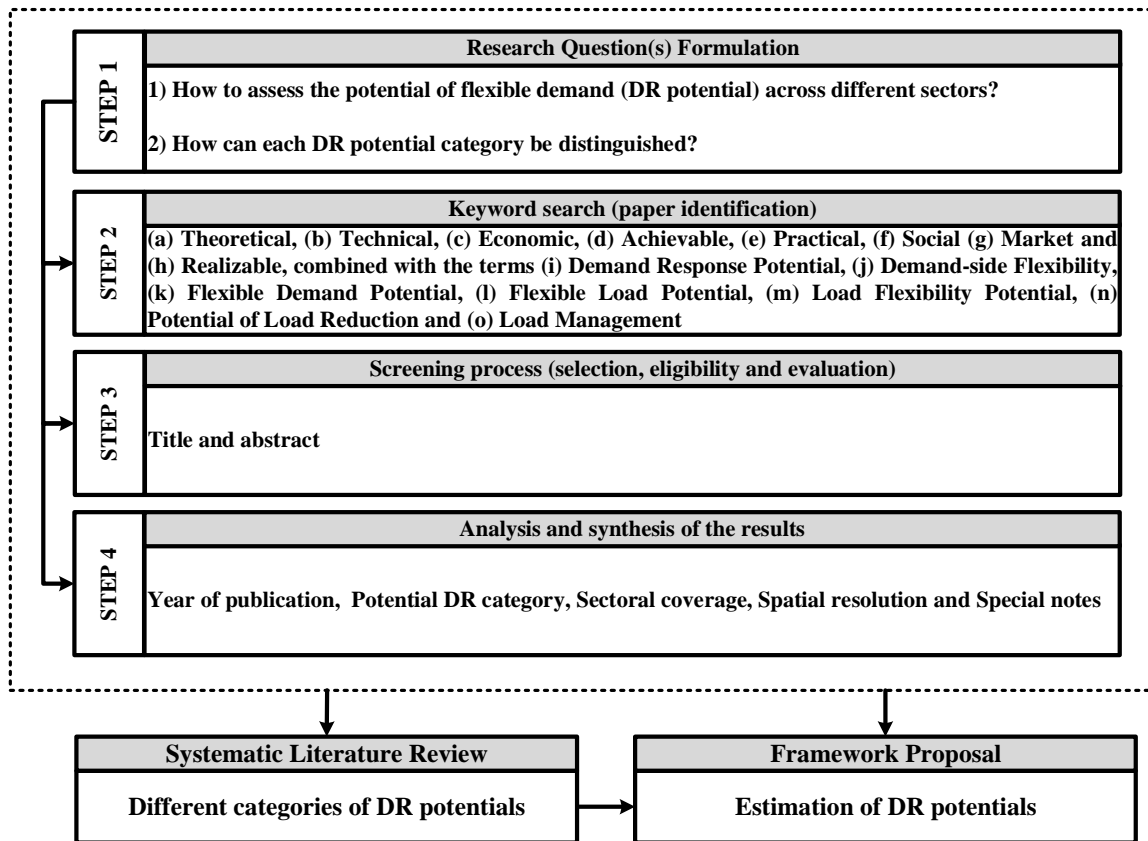 STEP 1
Research Question(s) Formulation
1) How to assess the potential of flexible demand (DR potential) across different sectors?
2) How can each DR potential category be distinguished?
STEP 2
Keyword search (paper identification)
(a) Theoretical, (b) Technical, (c) Economic, (d) Achievable, (e) Practical, (f) Social (g) Market and
(h) Realizable, combined with the terms (i) Demand Response Potential, (j) Demand-side Flexibility,
(k) Flexible Demand Potential, (l) Flexible Load Potential, (m) Load Flexibility Potential, (n)
Potential of Load Reduction and (o) Load Management
STEP 3
Screening process (selection, eligibility and evaluation)
Title and abstract
STEP 4
Analysis and synthesis of the results
Year of publication, Potential DR category, Sectoral coverage, Spatial resolution and Special notes
Systematic Literature Review
Different categories of DR potentials
Framework Proposal
Estimation of DR potentials